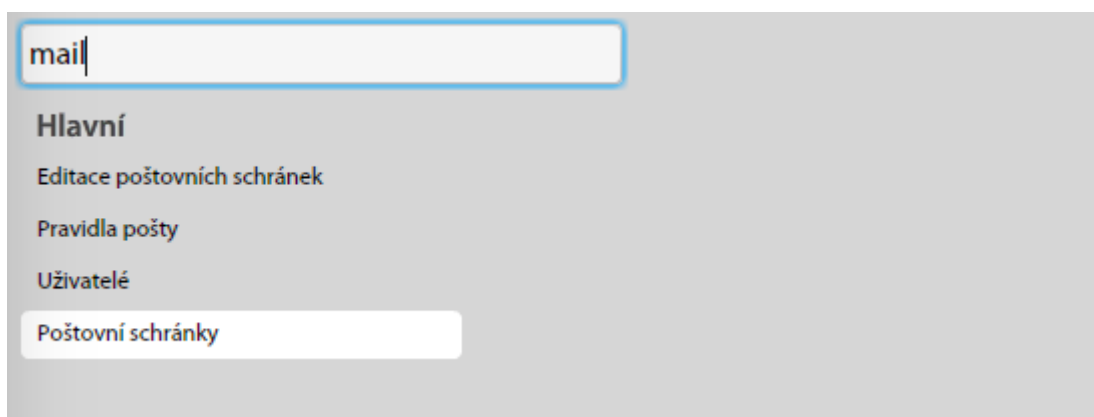 mail
Hlavní
Editace poštovních schránek
Pravidla pošty
Uživatelé
Poštovní schránky